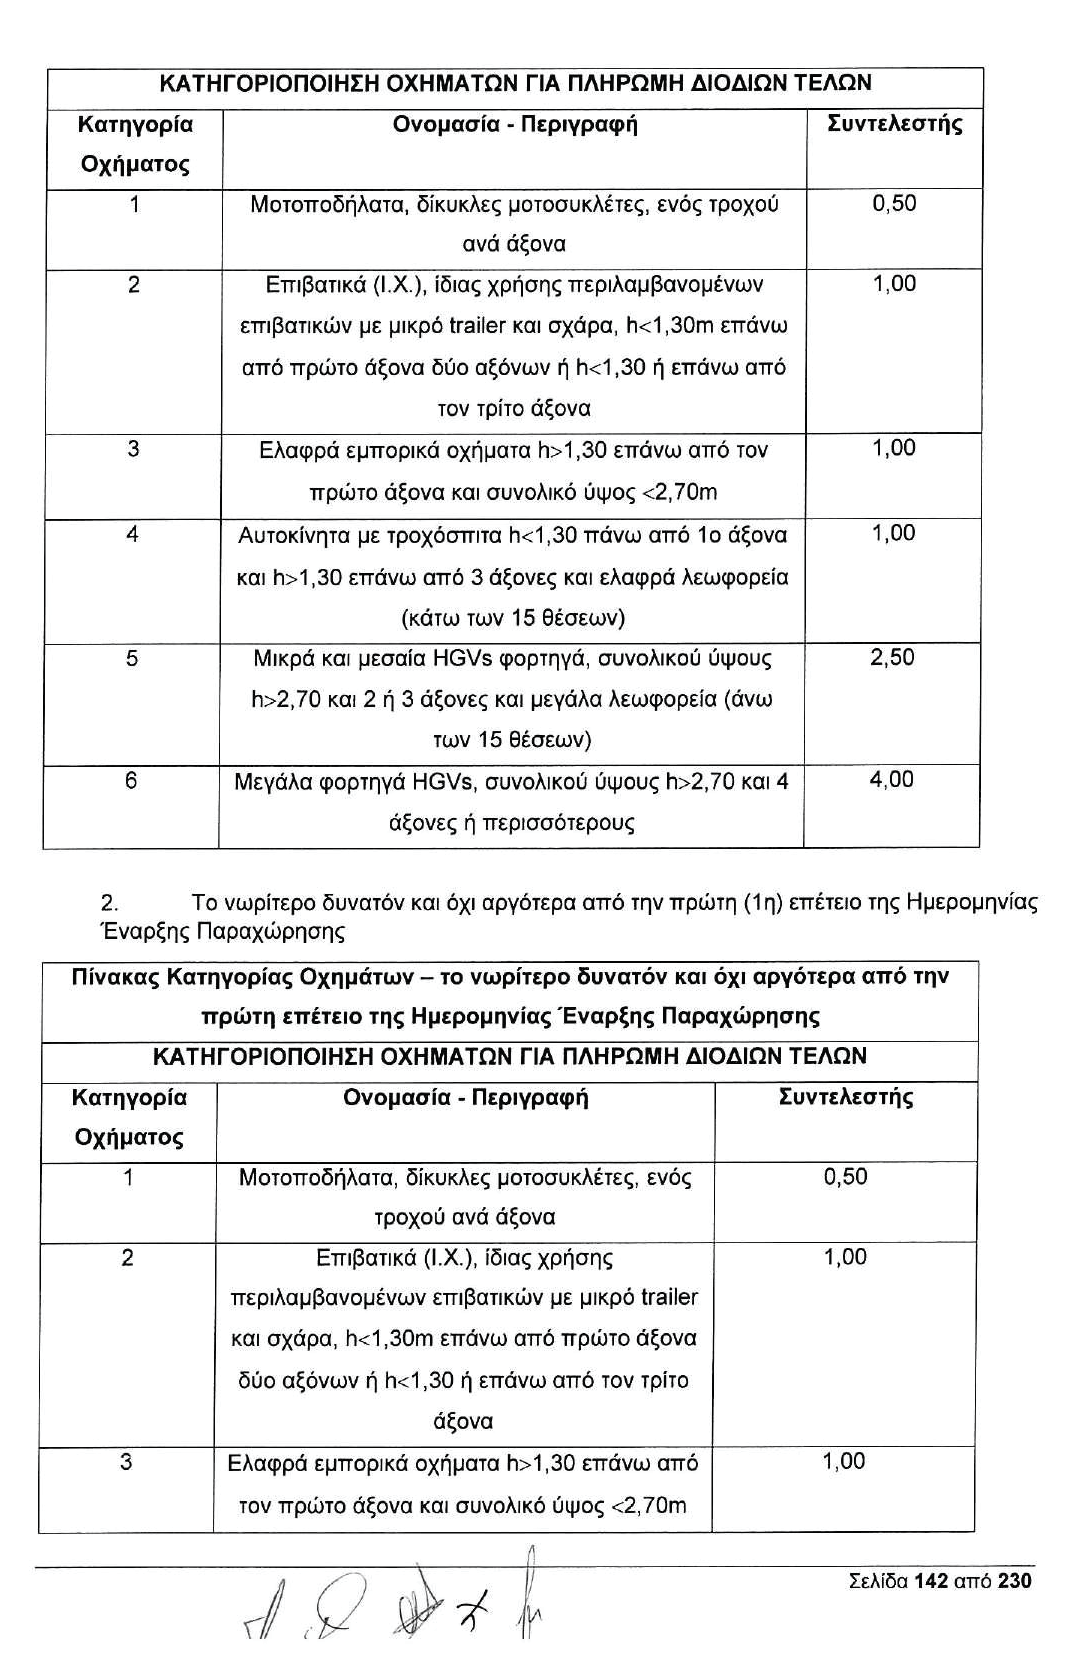 ΚΑΤΗΓΟΡΙΟΠΟΙΗΣΗ ΟΧΗΜΑΤΩΝ ΓΙΑ ΠΛΗΡΩΜΗ ΔΙΟΔΙΩΝ ΤΕΛΩΝ
Κατηγορία Ονομασία - Περιγραφή Συντελεστής
Οχήματος
1 Μοτοποδήλατα, δίκυκλες μοτοσυκλέτες, ενός τροχού 0,50
ανά άξονα
2 Επιβατικά (Ι.Χ.), ίδιας χρήσης περιλαμβανομένων 1,00
επιβατικών με μικρό trailer και σχάρα, h<1,30m επάνω
από πρώτο άξονα δύο αξόνων ή h<1,30 ή επάνω από
τον τρίτο άξονα
3 Ελαφρά εμπορικά οχήματα h>1,30 επάνω από τον 1,00
πρώτο άξονα και συνολικό ύψος <2,70m
4 Αυτοκίνητα με τροχόσπιτα h<1,30 πάνω από 1ο άξονα 1,00
και h>1,30 επάνω από 3 άξονες και ελαφρά λεωφορεία
(κάτω των 15 θέσεων)
5 Μικρά και μεσαία HGVs φορτηγά, συνολικού ύψους 2,50
h>2,70 και 2 ή 3 άξονες και μεγάλα λεωφορεία (άνω
των 15 θέσεων)
6 Μεγάλα φορτηγά HGVs, συνολικού ύψους h>2,70 και 4 4,00
άξονες ή περισσότερους
2. Το νωρίτερο δυνατόν και όχι αργότερα από την πρώτη (1η) επέτειο της Ημερομηνίας
Έναρξης Παραχώρησης
Πίνακας Κατηγορίας Οχημάτων – το νωρίτερο δυνατόν και όχι αργότερα από την
πρώτη επέτειο της Ημερομηνίας Έναρξης Παραχώρησης
ΚΑΤΗΓΟΡΙΟΠΟΙΗΣΗ ΟΧΗΜΑΤΩΝ ΓΙΑ ΠΛΗΡΩΜΗ ΔΙΟΔΙΩΝ ΤΕΛΩΝ
Κατηγορία Ονομασία - Περιγραφή Συντελεστής
Οχήματος
1 Μοτοποδήλατα, δίκυκλες μοτοσυκλέτες, ενός 0,50
τροχού ανά άξονα
2 Επιβατικά (Ι.Χ.), ίδιας χρήσης 1,00
περιλαμβανομένων επιβατικών με μικρό trailer
και σχάρα, h<1,30m επάνω από πρώτο άξονα
δύο αξόνων ή h<1,30 ή επάνω από τον τρίτο
άξονα
3 Ελαφρά εμπορικά οχήματα h>1,30 επάνω από 1,00
τον πρώτο άξονα και συνολικό ύψος <2,70m
Σελίδα 142 από 230